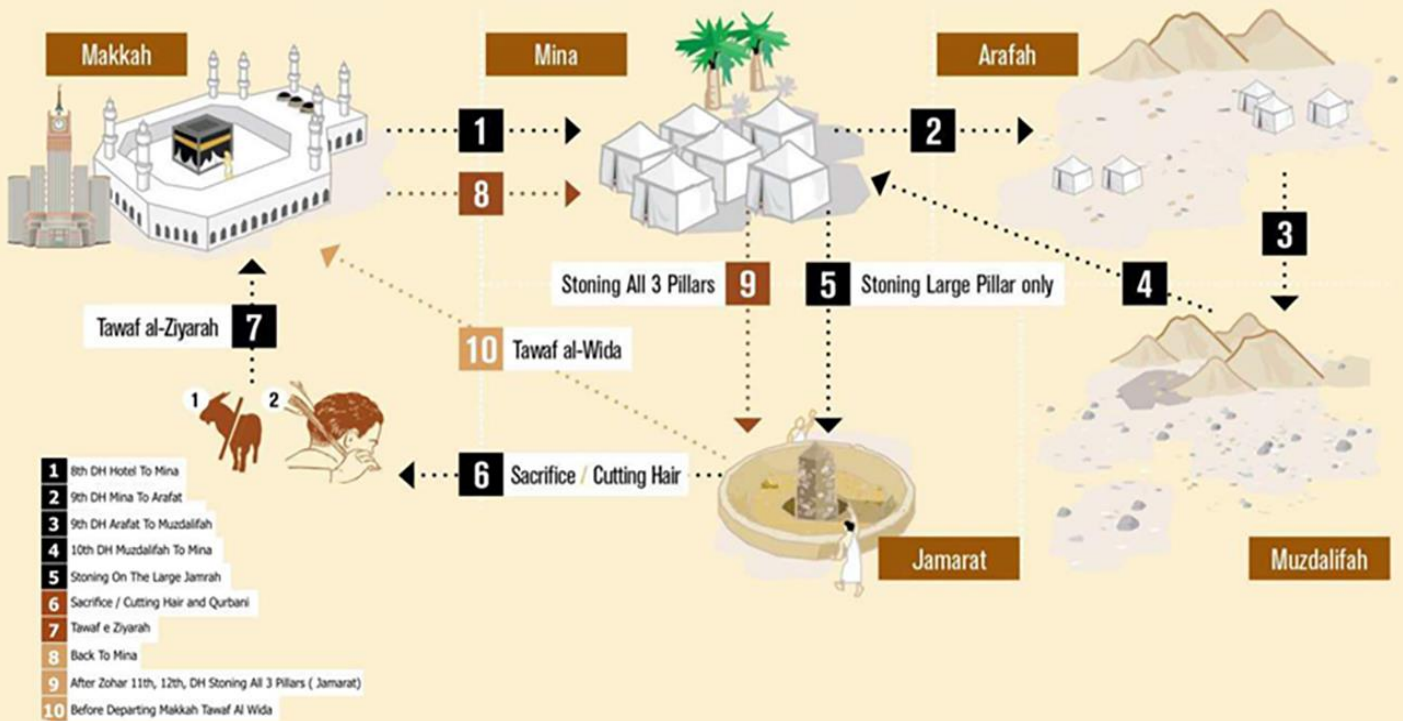 Makkah
Mina
Arafah
1
2
8
3
Stoning All 3 Pillars
9
5
Stoning Large Pillar only
4
Tawaf al-Ziyarah
7
10
Tawaf al-Wida
1
2
6
Sacrifice / Cutting Hair
Jamarat
Muzdalifah
1 8th DH Hotel To Mina
2 9th DH Mina To Arafat
3 9th DH Arafat To Muzdalifah
4 10th DH Muzdalifah To Mina
5 Stoning On The Large Jamrah
6 Sacrifice / Cutting Hair and Qurbani
7 Tawaf e Ziyarah
8 Back To Mina
9 After Zohar 11th, 12th, DH Stoning All 3 Pillars ( Jamarat)
10 Before Departing Makkah Tawaf Al Wida